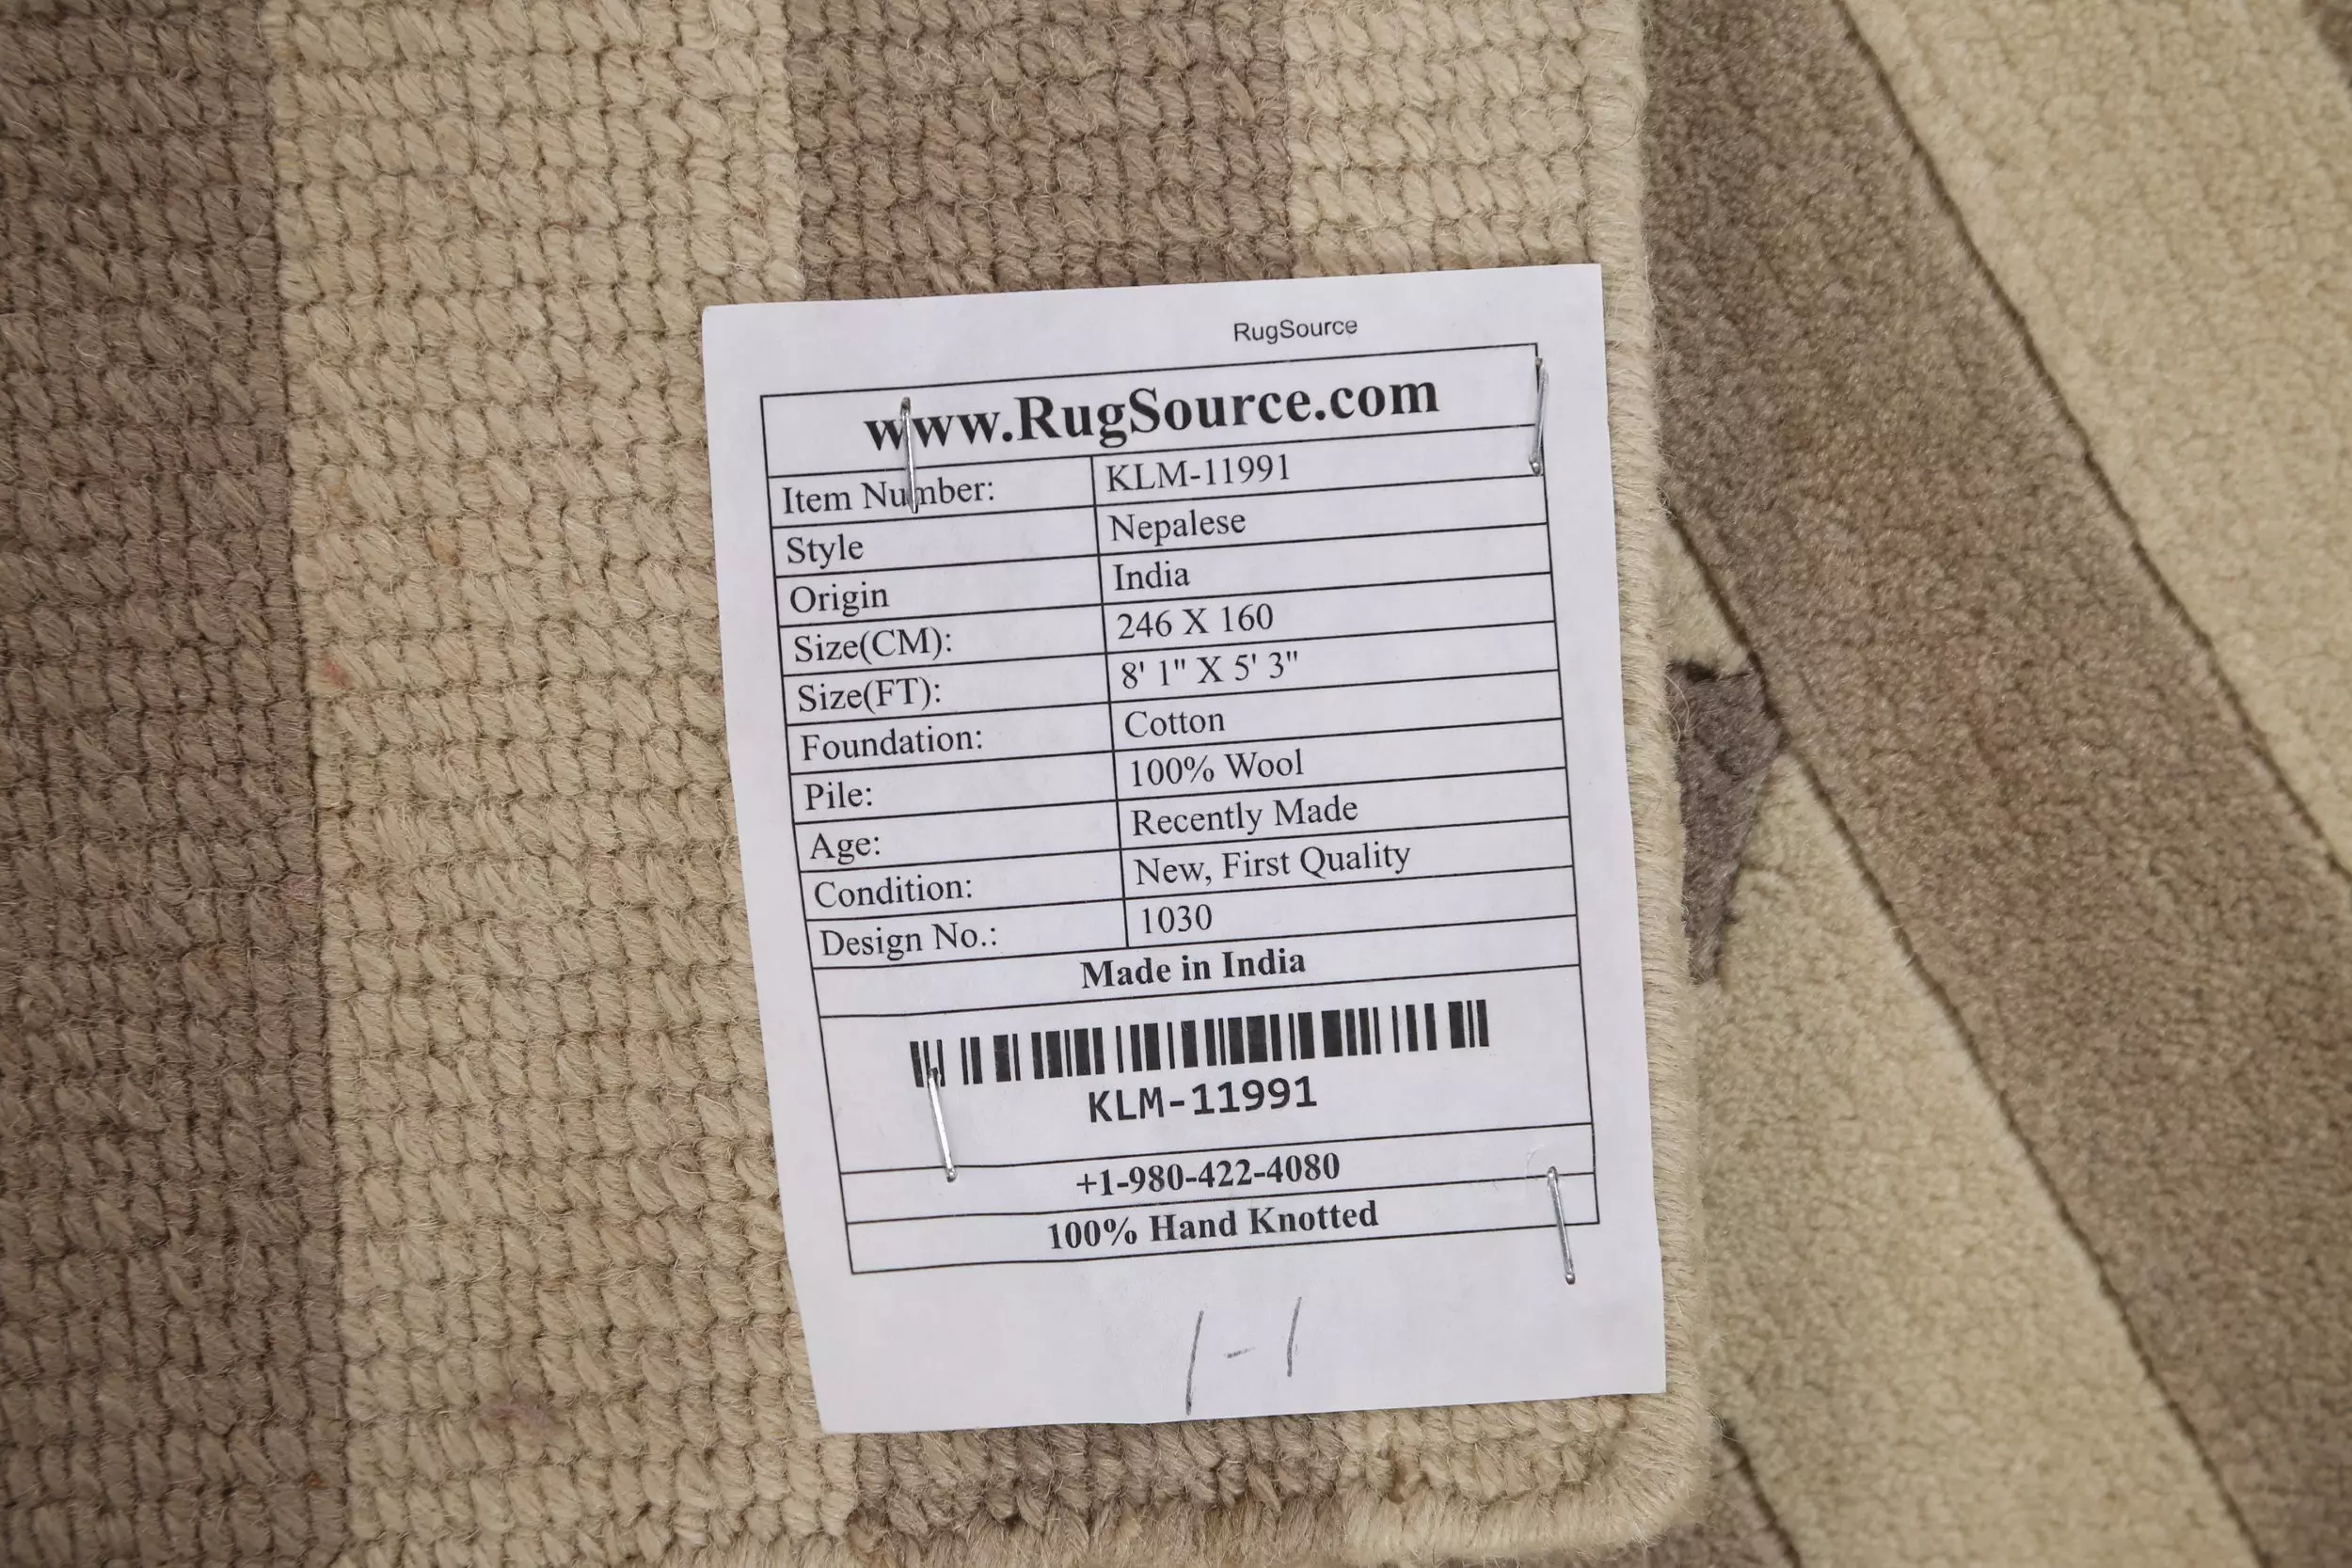 RugSource
www.RugSource.com
Item Number: KLM-11991
Style Nepalese
Origin India
Size(CM): 246 X 160
Size(FT): 8' 1" X 5' 3"
Foundation: Cotton
Pile: 100% Wool
Age: Recently Made
Condition: New, First Quality
Design No.: 1030
Made in India
KLM-11991
+1-980-422-4080
100% Hand Knotted
1-1